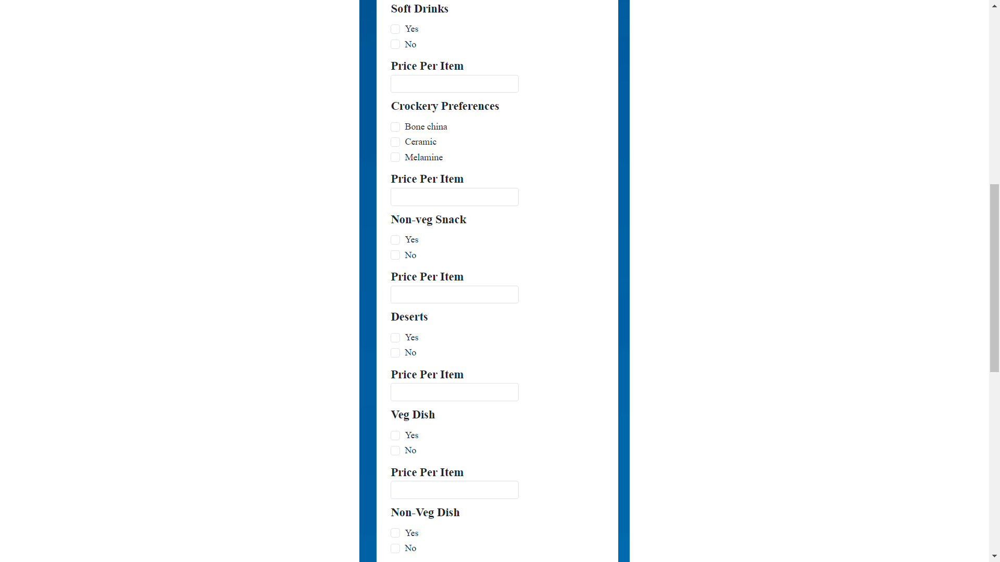 Soft Drinks
Yes
No
Price Per Item
Crockery Preferences
Bone china
Ceramic
Melamine
Price Per Item
Non-veg Snack
Yes
No
Price Per Item
Deserts
Yes
No
Price Per Item
Veg Dish
Yes
No
Price Per Item
Non-Veg Dish
Yes
No